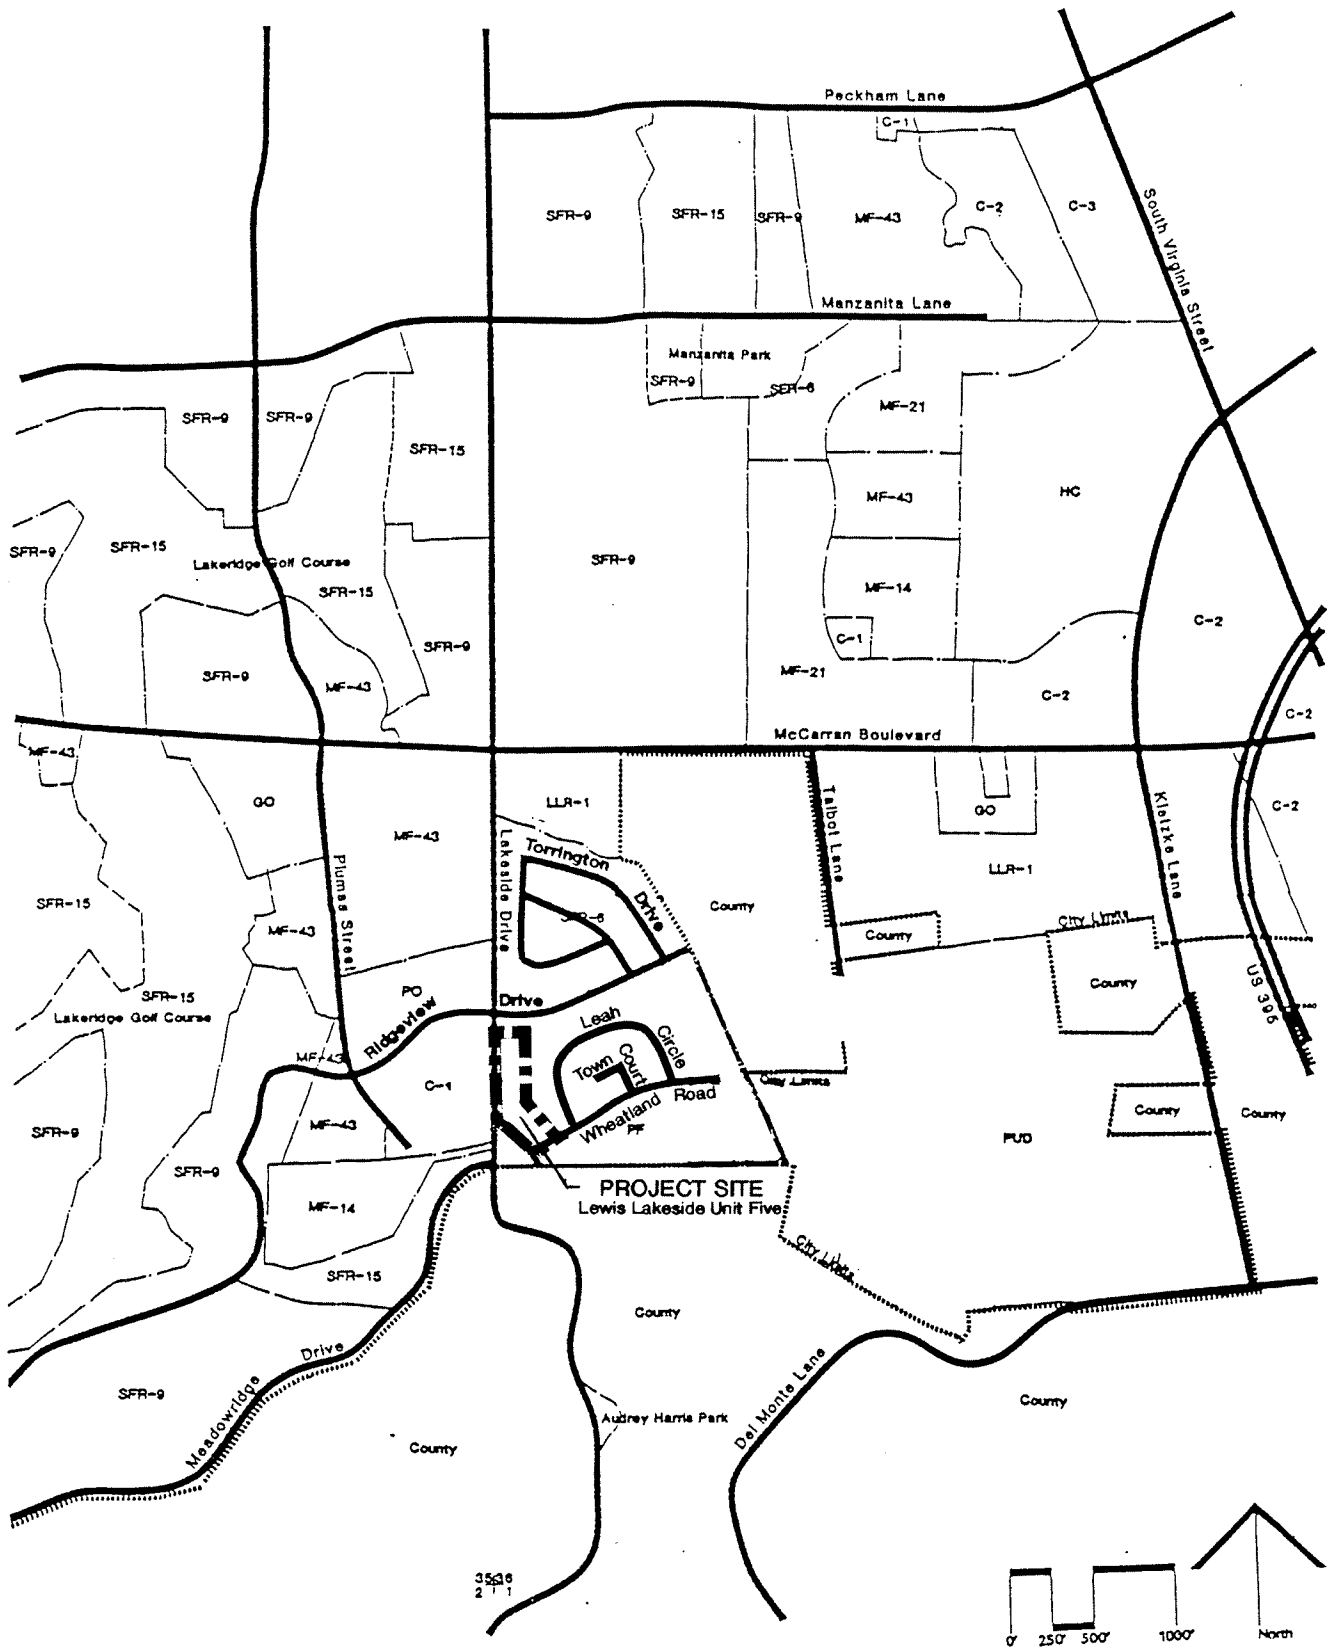 Peckham Lane
C-1
SFR-9
SFR-15
SFR-9
MF-43
C-2
C-3
South Virginia Street
Manzanita Lane
Manzanita Park
SFR-9
SFR-6
MF-21
SFR-9
SFR-9
SFR-15
MF-43
HC
SFR-9
SFR-15
Lakeridge Golf Course
SFR-15
SFR-9
MF-14
C-1
C-2
SFR-9
SFR-9
MF-43
MF-21
C-2
C-2
McCarran Boulevard
MF-43
GO
MF-43
LLR-1
Talbot Lane
GO
Kietzke Lane
C-2
Plumas Street
Lakeside Drive
Torrington
Drive
SFR-6
LLR-1
SFR-15
MF-43
County
County
City Limits
County
US 395
SFR-15
Lakeridge Golf Course
PO
Ridgeview
Drive
Leah
Circle
Town
Court
MF-43
C-1
Wheatland
Road
PF
City Limits
County
County
SFR-9
MF-43
PUD
SFR-9
PROJECT SITE
Lewis Lakeside Unit Five
MF-14
City Limits
SFR-15
County
Drive
Meadowridge
SFR-9
Del Monte Lane
County
Audrey Harris Park
County
35 36
2 1
0' 250' 500' 1000'
North